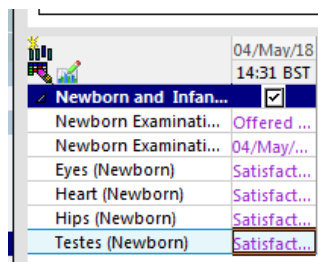 04/May/18
14:31 BST
Newborn and Infan...
Newborn Examinati... Offered ...
Newborn Examinati... 04/May/...
Eyes (Newborn) Satisfact...
Heart (Newborn) Satisfact...
Hips (Newborn) Satisfact...
Testes (Newborn) Satisfact...